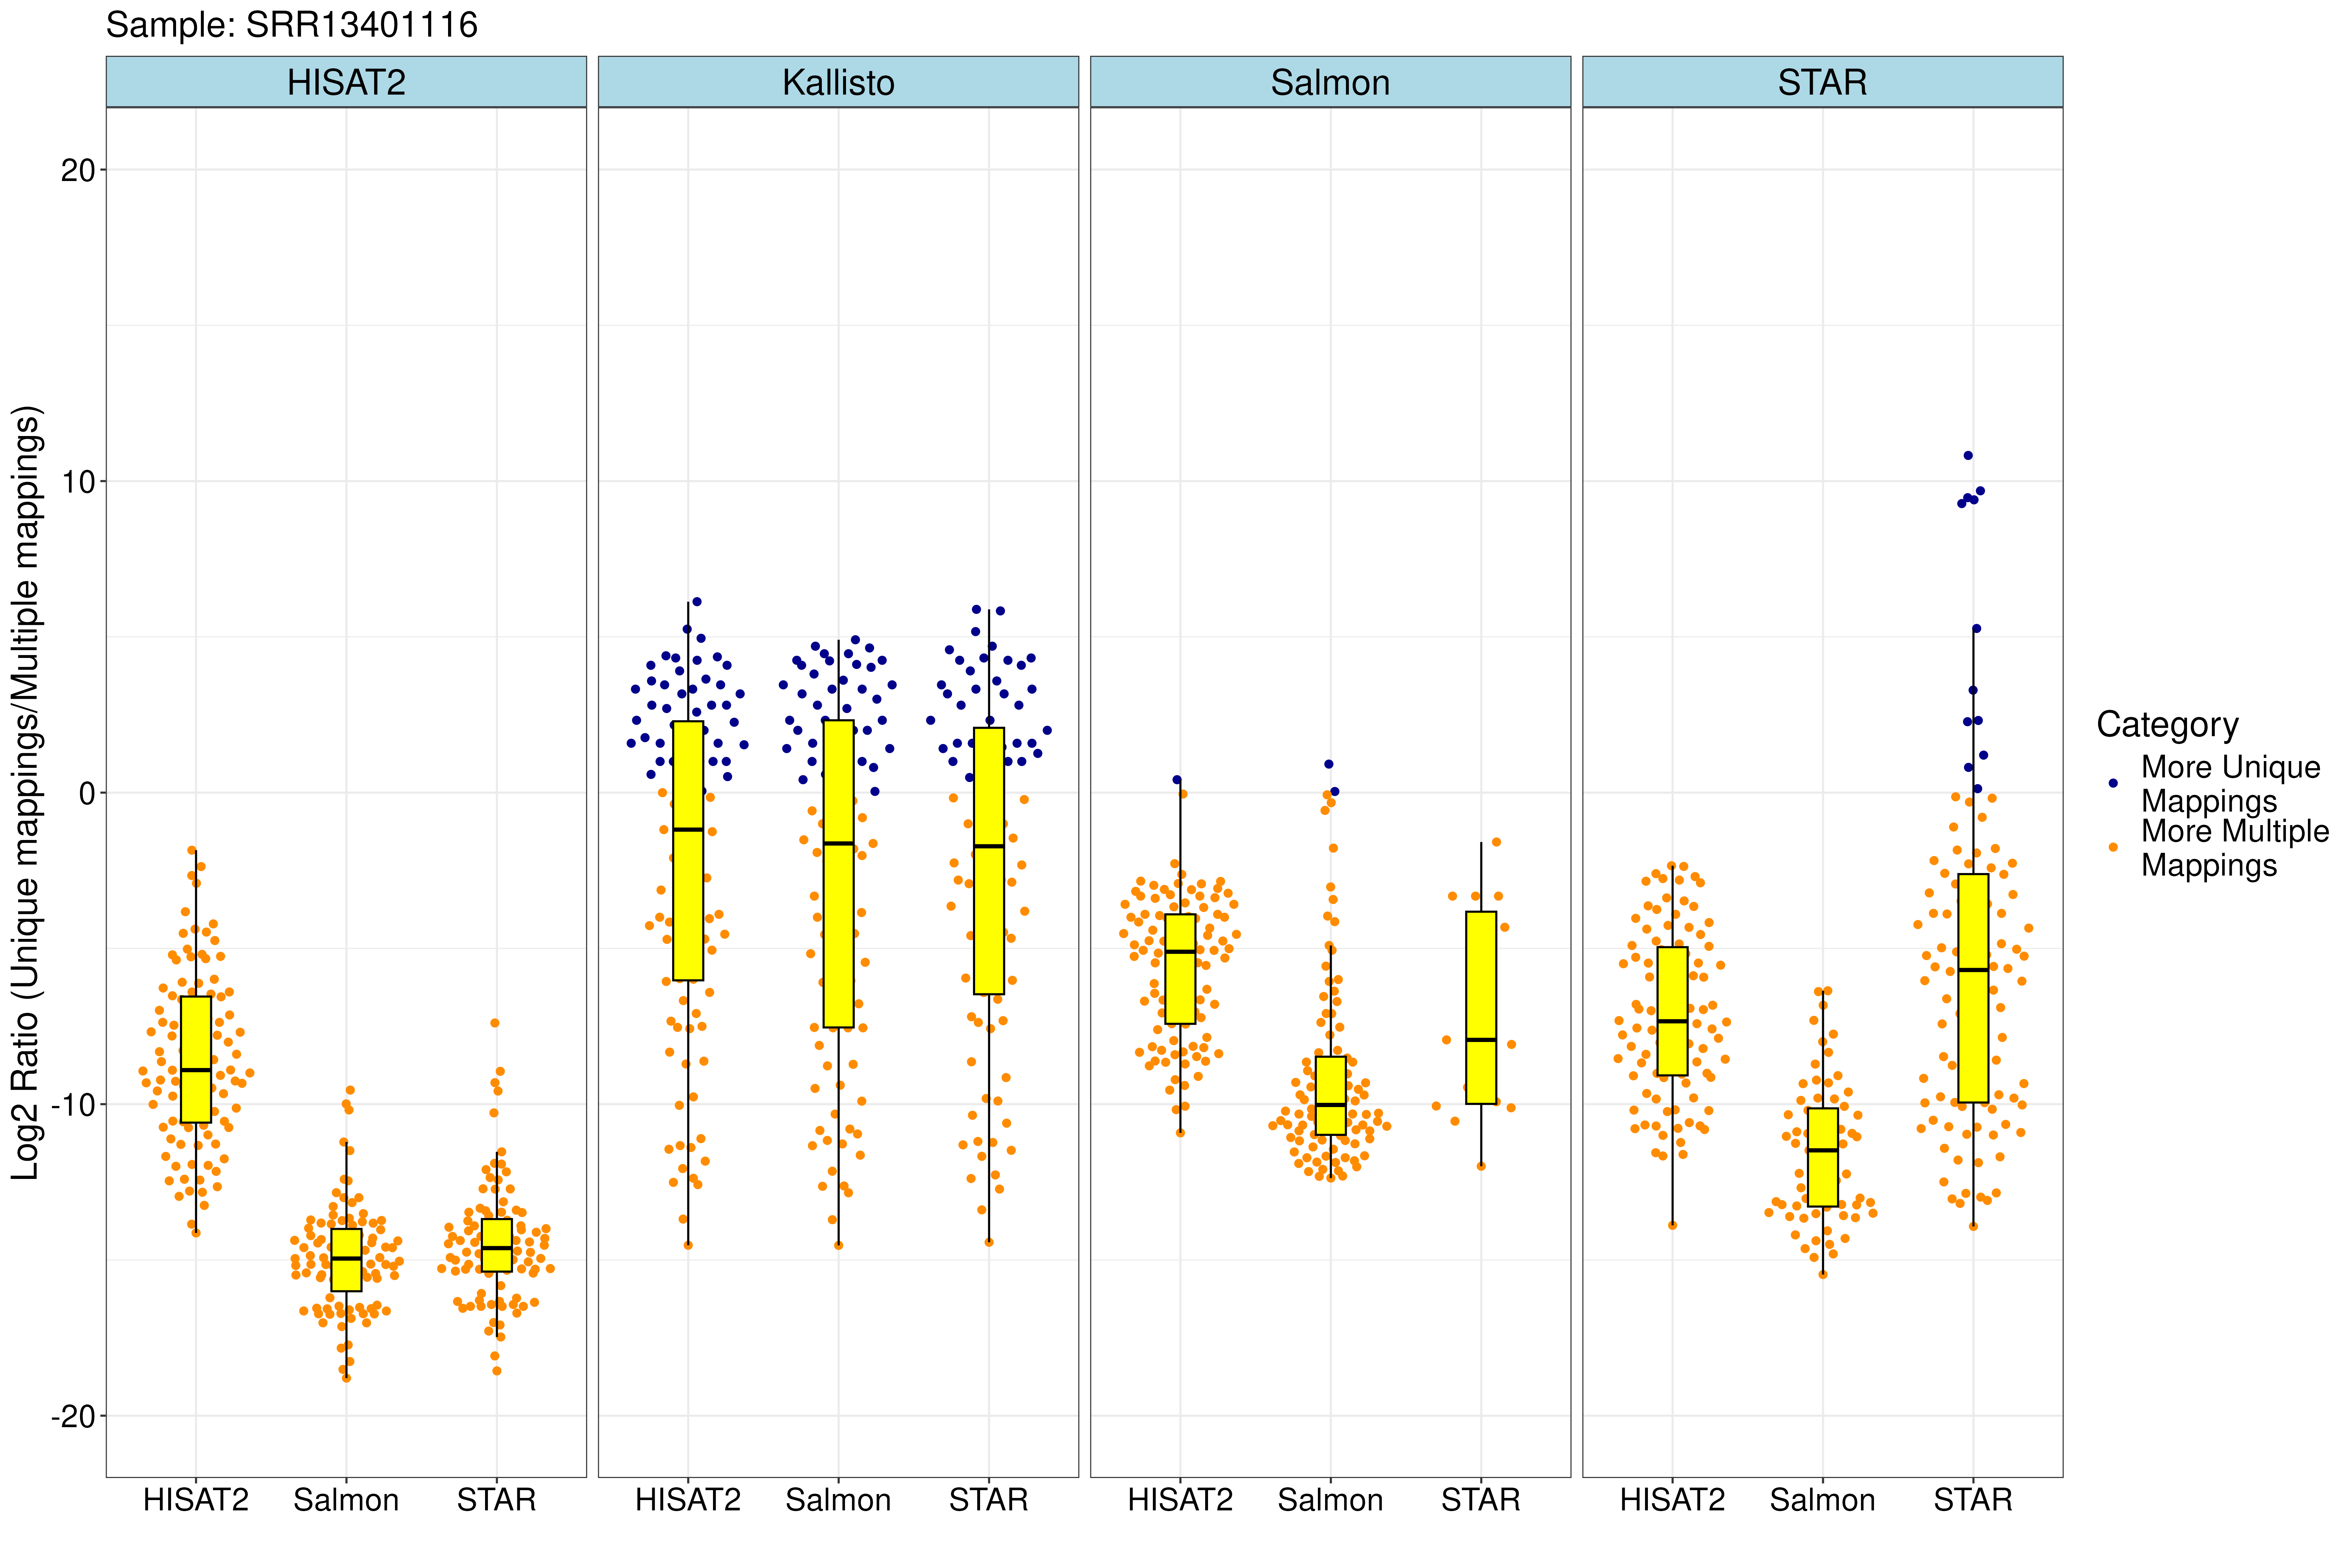 Sample: SRR13401116
HISAT2
Kallisto
Salmon
STAR
Log2 Ratio (Unique mappings/Multiple mappings)
20
10
0
-10
-20
HISAT2 Salmon STAR
HISAT2 Salmon STAR
HISAT2 Salmon STAR
HISAT2 Salmon STAR
Category
More Unique
Mappings
More Multiple
Mappings